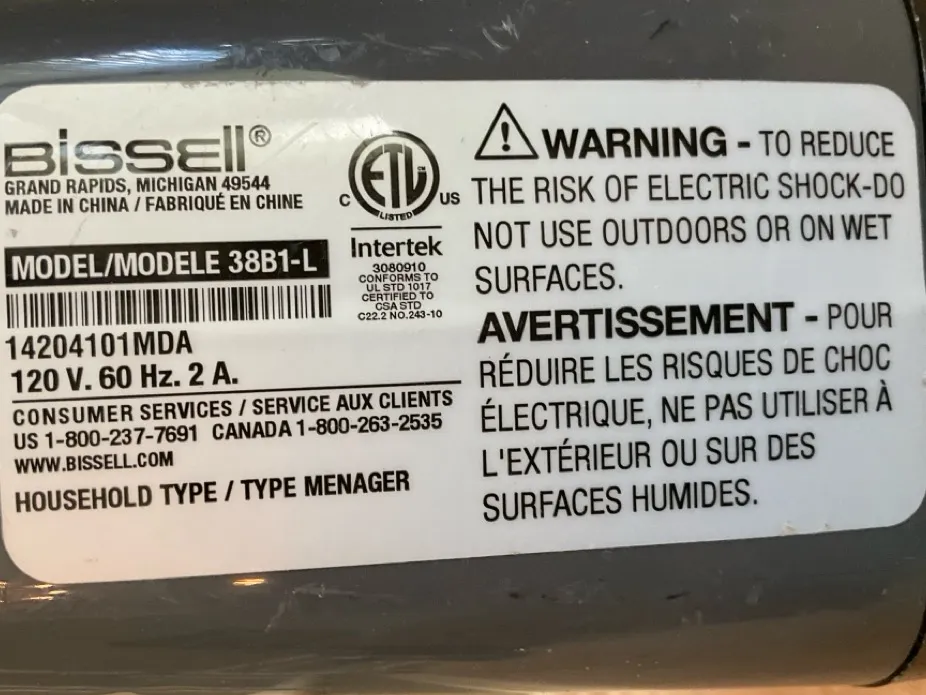 BISSELL®
GRAND RAPIDS, MICHIGAN 49544
MADE IN CHINA / FABRIQUÉ EN CHINE
MODEL/MODELE 38B1-L
14204101MDA
120 V. 60 Hz. 2 A.
CONSUMER SERVICES / SERVICE AUX CLIENTS
US 1-800-237-7691 CANADA 1-800-263-2535
WWW.BISSELL.COM
HOUSEHOLD TYPE / TYPE MENAGER
C ETL US
LISTED
Intertek
3080910
CONFORMS TO
UL STD 1017
CERTIFIED TO
CSA STD
C22.2 NO.243-10
WARNING - TO REDUCE
THE RISK OF ELECTRIC SHOCK-DO
NOT USE OUTDOORS OR ON WET
SURFACES.
AVERTISSEMENT - POUR
RÉDUIRE LES RISQUES DE CHOC
ÉLECTRIQUE, NE PAS UTILISER À
L'EXTÉRIEUR OU SUR DES
SURFACES HUMIDES.